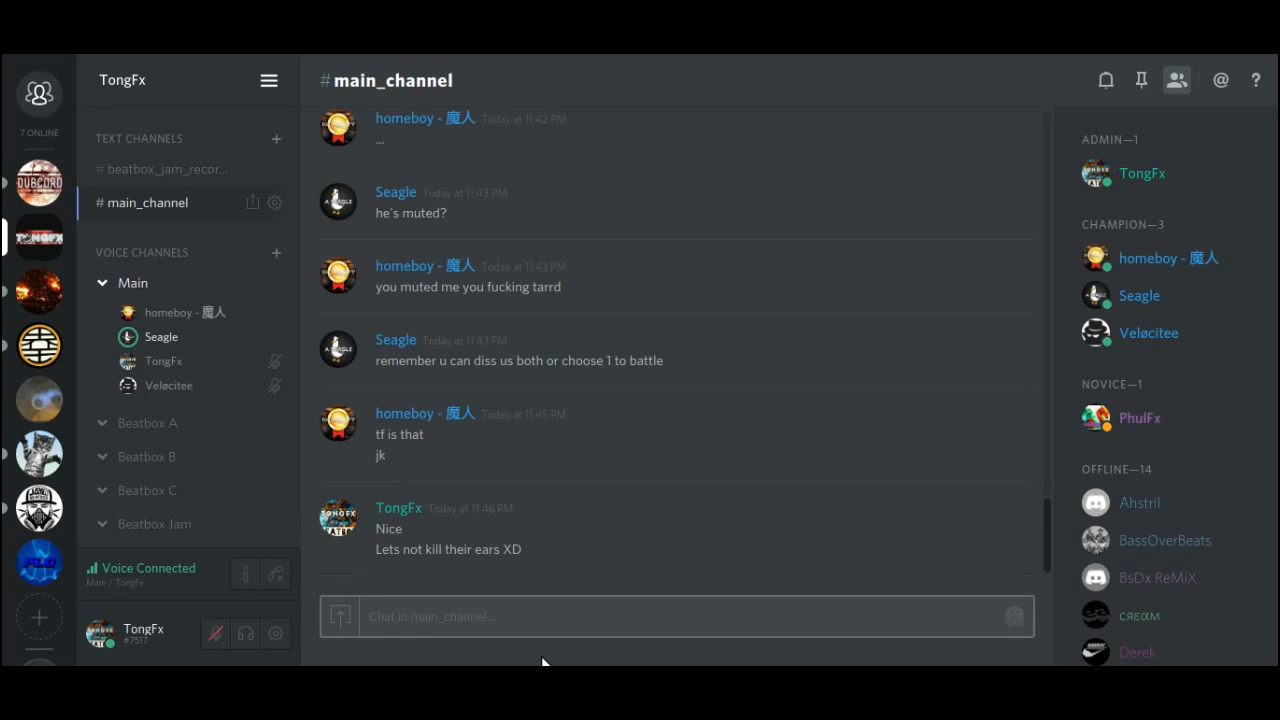 TongFx
7 ONLINE
DUBCORD
TONGFX
TEXT CHANNELS
# beatbox_jam_recor...
# main_channel
VOICE CHANNELS
Main
homeboy - 魔人
Seagle
TongFx
Veløcitee
Beatbox A
Beatbox B
Beatbox C
Beatbox Jam
Voice Connected
Main / TongFx
TongFx
#7517
# main_channel
homeboy - 魔人 Today at 11:42 PM
...
Seagle Today at 11:43 PM
he's muted?
homeboy - 魔人 Today at 11:43 PM
you muted me you fucking tarrd
Seagle Today at 11:43 PM
remember u can diss us both or choose 1 to battle
homeboy - 魔人 Today at 11:45 PM
tf is that
jk
TongFx Today at 11:46 PM
Nice
Lets not kill their ears XD
Chat in main_channel...
@ ?
ADMIN—1
TongFx
CHAMPION—3
homeboy - 魔人
Seagle
Veløcitee
NOVICE—1
PhulFx
OFFLINE—14
Ahstril
BassOverBeats
BsDx ReMiX
cяεαм
Derek